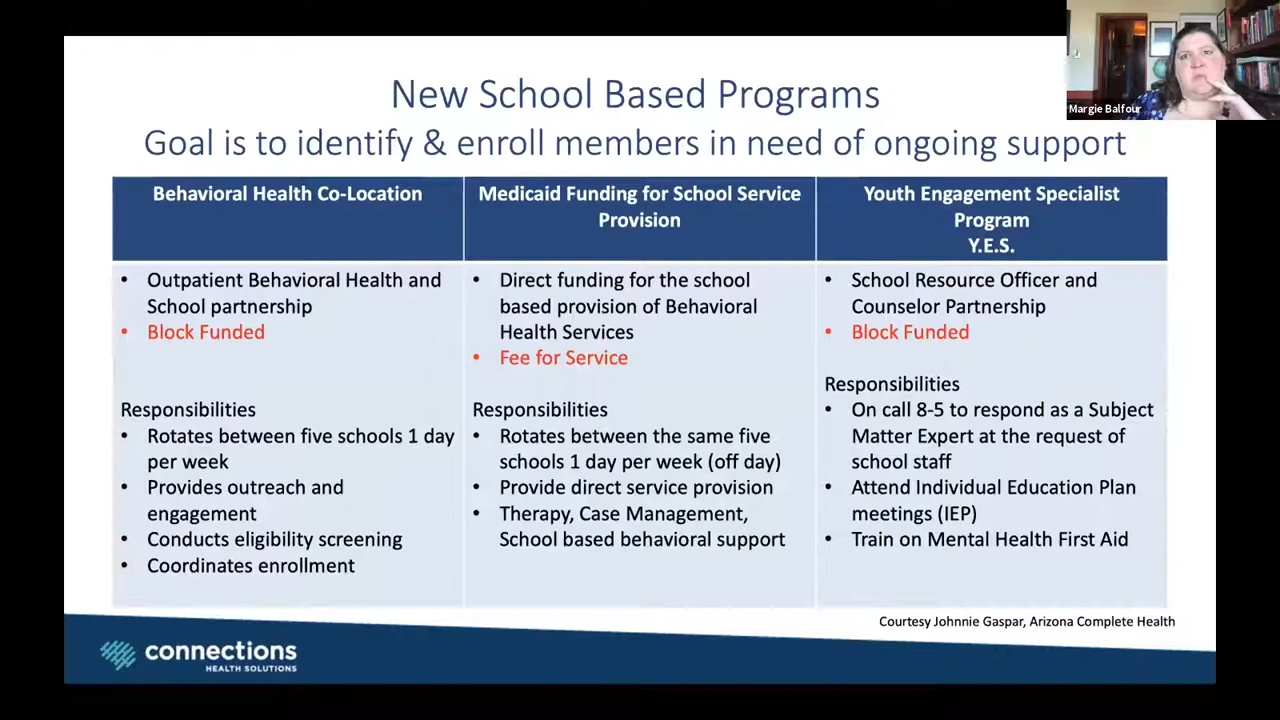 Margie Balfour
New School Based Programs
Goal is to identify & enroll members in need of ongoing support
Behavioral Health Co-Location
• Outpatient Behavioral Health and
School partnership
• Block Funded
Responsibilities
• Rotates between five schools 1 day
per week
• Provides outreach and
engagement
• Conducts eligibility screening
• Coordinates enrollment
Medicaid Funding for School Service
Provision
• Direct funding for the school
based provision of Behavioral
Health Services
• Fee for Service
Responsibilities
• Rotates between the same five
schools 1 day per week (off day)
• Provide direct service provision
• Therapy, Case Management,
School based behavioral support
Youth Engagement Specialist
Program
Y.E.S.
• School Resource Officer and
Counselor Partnership
• Block Funded
Responsibilities
• On call 8-5 to respond as a Subject
Matter Expert at the request of
school staff
• Attend Individual Education Plan
meetings (IEP)
• Train on Mental Health First Aid
Courtesy Johnnie Gaspar, Arizona Complete Health
connections
HEALTH SOLUTIONS